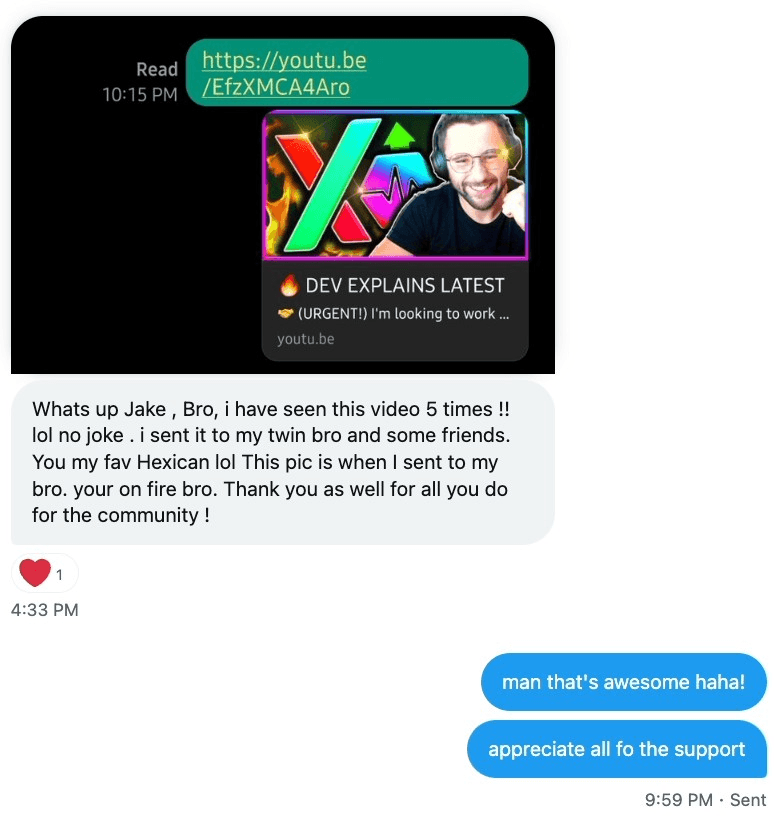 Read
10:15 PM
https://youtu.be
/EfzXMCA4Aro
🔥 DEV EXPLAINS LATEST
🤝 (URGENT!) I'm looking to work ...
youtu.be
Whats up Jake , Bro, i have seen this video 5 times !!
lol no joke . i sent it to my twin bro and some friends.
You my fav Hexican lol This pic is when I sent to my
bro. your on fire bro. Thank you as well for all you do
for the community !
❤️ 1
4:33 PM
man that's awesome haha!
appreciate all fo the support
9:59 PM · Sent